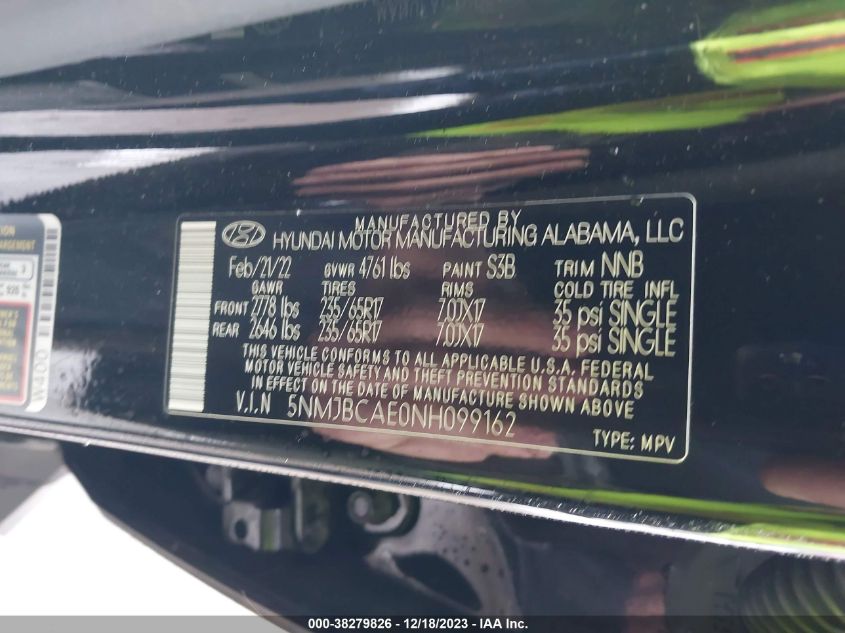 MANUFACTURED BY
HYUNDAI MOTOR MANUFACTURING ALABAMA, LLC
Feb/21/22 GVWR 4761 lbs PAINT S3B TRIM NNB
GAWR TIRES RIMS COLD TIRE INFL
FRONT 2778 lbs 235/65R17 7.0JX17 35 psi SINGLE
REAR 2646 lbs 235/65R17 7.0JX17 35 psi SINGLE
THIS VEHICLE CONFORMS TO ALL APPLICABLE U.S.A. FEDERAL
MOTOR VEHICLE SAFETY AND THEFT PREVENTION STANDARDS
IN EFFECT ON THE DATE OF MANUFACTURE SHOWN ABOVE
V.I.N 5NMJBCAE0NH099162
TYPE: MPV
W400
000-38279826 - 12/18/2023 - IAA Inc.